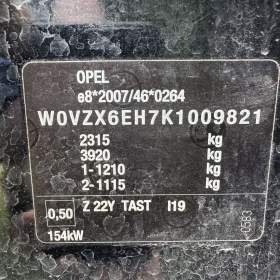 OPEL
e8*2007/46*0264
W0VZX6EH7K1009821
2315 kg
3920 kg
1-1210 kg
2-1115 kg
0,50 Z 22Y TAST I19
154kW
0583